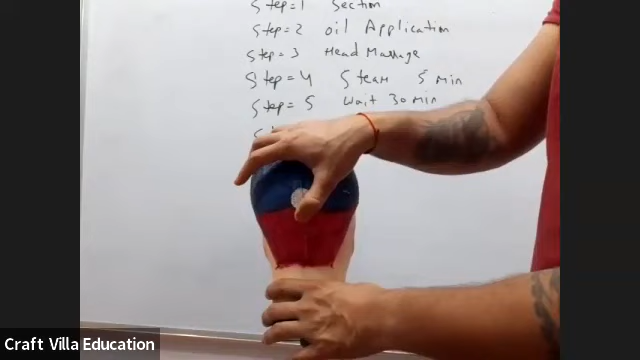 Step=1 Section
Step=2 oil Application
Step=3 Head Massage
Step=4 Steam 5 Min
Step=5 Wait 30 Min
Craft Villa Education